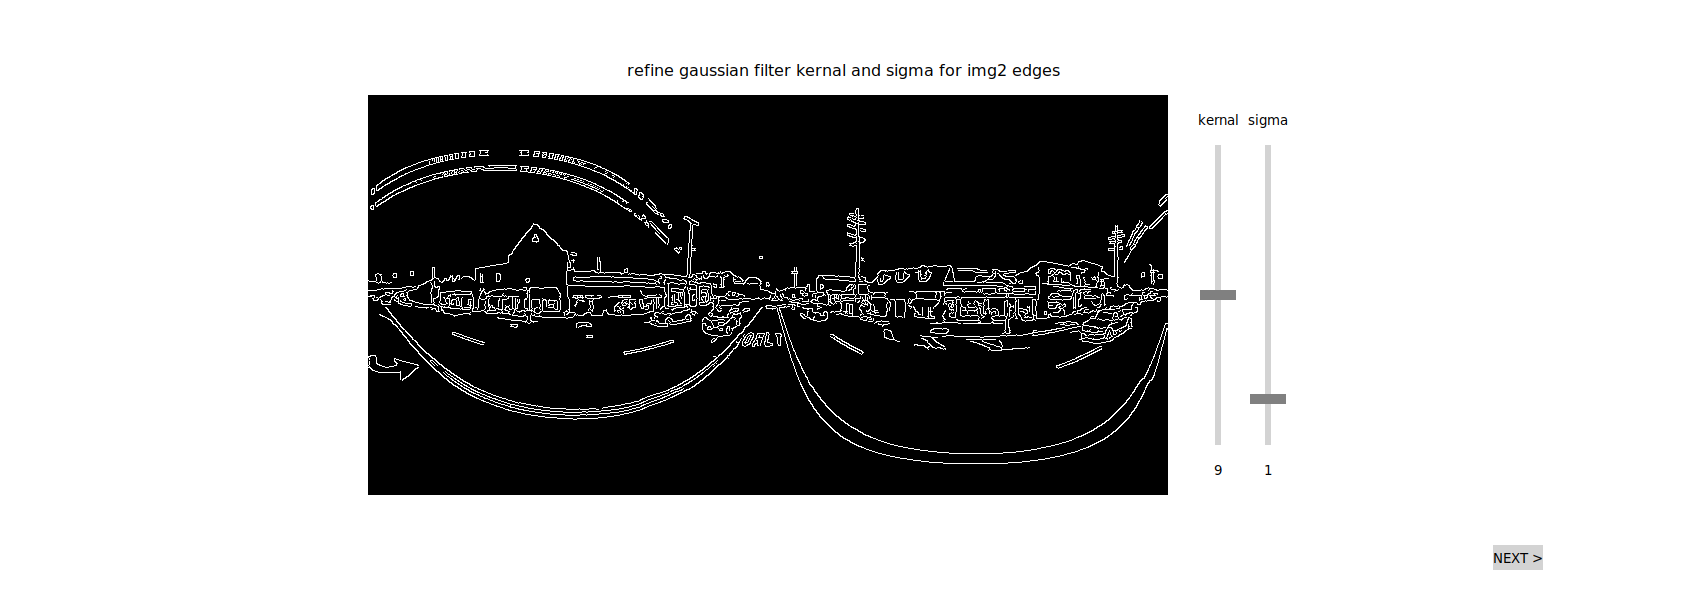 refine gaussian filter kernal and sigma for img2 edges
kernal sigma
9 1
NEXT >